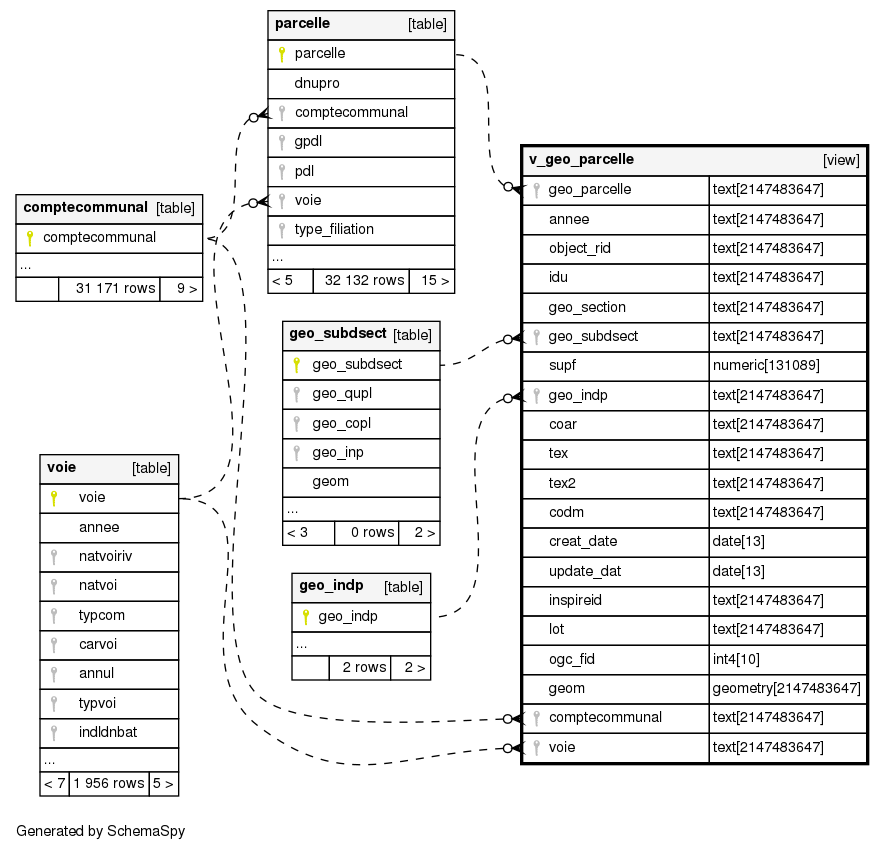 parcelle [table]
parcelle
dnupro
comptecommunal
gpdl
pdl
voie
type_filiation
...
< 5 32 132 rows 15 >
comptecommunal [table]
comptecommunal
...
31 171 rows 9 >
geo_subdsect [table]
geo_subdsect
geo_qupl
geo_copl
geo_inp
geom
...
< 3 0 rows 2 >
voie [table]
voie
annee
natvoiriv
natvoi
typcom
carvoi
annul
typvoi
indldnbat
...
< 7 1 956 rows 5 >
geo_indp [table]
geo_indp
...
2 rows 2 >
v_geo_parcelle [view]
geo_parcelle text[2147483647]
annee text[2147483647]
object_rid text[2147483647]
idu text[2147483647]
geo_section text[2147483647]
geo_subdsect text[2147483647]
supf numeric[131089]
geo_indp text[2147483647]
coar text[2147483647]
tex text[2147483647]
tex2 text[2147483647]
codm text[2147483647]
creat_date date[13]
update_dat date[13]
inspireid text[2147483647]
lot text[2147483647]
ogc_fid int4[10]
geom geometry[2147483647]
comptecommunal text[2147483647]
voie text[2147483647]
Generated by SchemaSpy